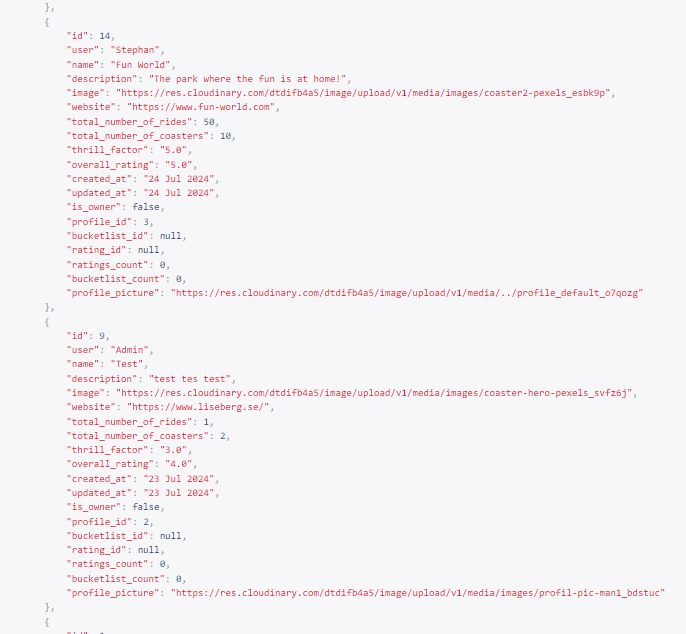 },
{
"id": 14,
"user": "Stephan",
"name": "Fun World",
"description": "The park where the fun is at home!",
"image": "https://res.cloudinary.com/dtdifb4a5/image/upload/v1/media/images/coaster2-pexels_esbk9p",
"website": "https://www.fun-world.com",
"total_number_of_rides": 50,
"total_number_of_coasters": 10,
"thrill_factor": "5.0",
"overall_rating": "5.0",
"created_at": "24 Jul 2024",
"updated_at": "24 Jul 2024",
"is_owner": false,
"profile_id": 3,
"bucketlist_id": null,
"rating_id": null,
"ratings_count": 0,
"bucketlist_count": 0,
"profile_picture": "https://res.cloudinary.com/dtdifb4a5/image/upload/v1/media/../profile_default_o7qozg"
},
{
"id": 9,
"user": "Admin",
"name": "Test",
"description": "test tes test",
"image": "https://res.cloudinary.com/dtdifb4a5/image/upload/v1/media/images/coaster-hero-pexels_svfz6j",
"website": "https://www.liseberg.se/",
"total_number_of_rides": 1,
"total_number_of_coasters": 2,
"thrill_factor": "3.0",
"overall_rating": "4.0",
"created_at": "23 Jul 2024",
"updated_at": "23 Jul 2024",
"is_owner": false,
"profile_id": 2,
"bucketlist_id": null,
"rating_id": null,
"ratings_count": 0,
"bucketlist_count": 0,
"profile_picture": "https://res.cloudinary.com/dtdifb4a5/image/upload/v1/media/images/profil-pic-man1_bdstuc"
},
{